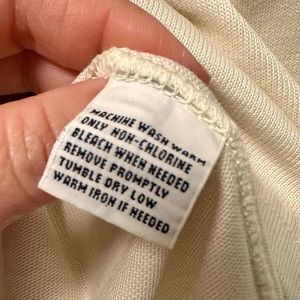 MACHINE WASH WARM
ONLY NON-CHLORINE
BLEACH WHEN NEEDED
REMOVE PROMPTLY
TUMBLE DRY LOW
WARM IRON IF NEEDED